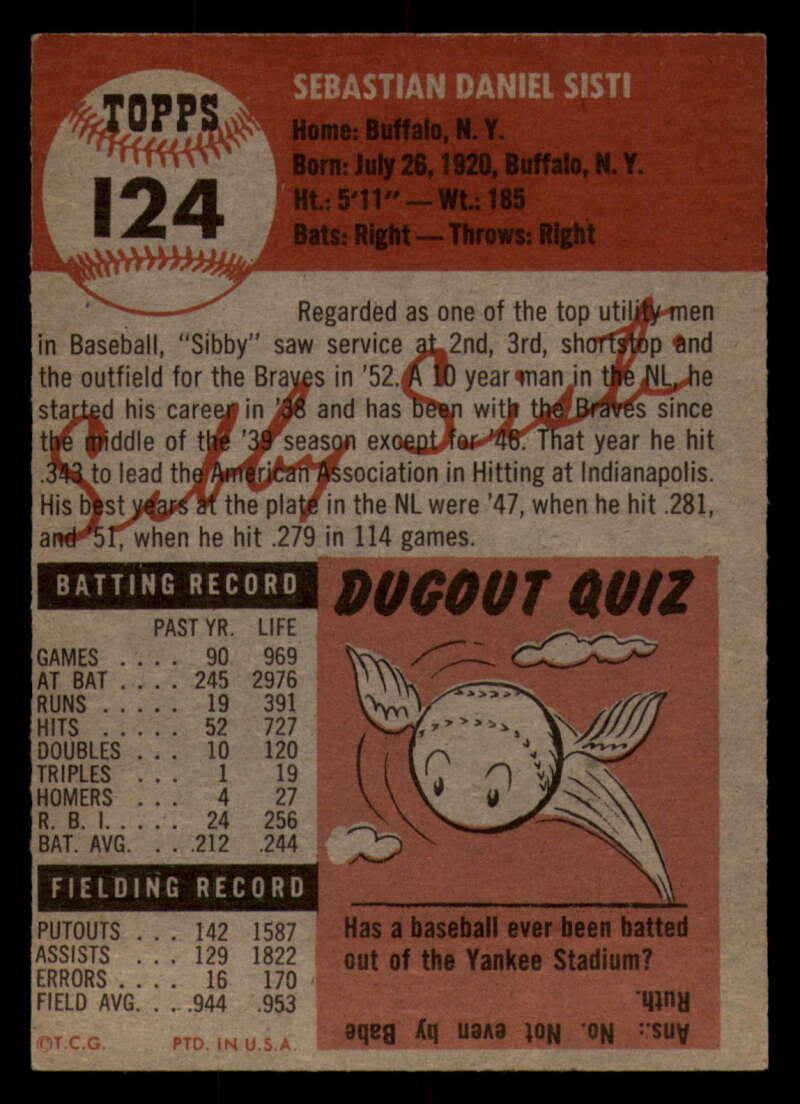 TOPPS
124
SEBASTIAN DANIEL SISTI
Home: Buffalo, N. Y.
Born: July 26, 1920, Buffalo, N. Y.
Ht.: 5'11" — Wt.: 185
Bats: Right — Throws: Right
Regarded as one of the top utility men
in Baseball, "Sibby" saw service at 2nd, 3rd, shortstop and
the outfield for the Braves in '52. A 10 year man in the NL, he
started his career in '38 and has been with the Braves since
the middle of the '39 season except for '46. That year he hit
.343 to lead the American Association in Hitting at Indianapolis.
His best years at the plate in the NL were '47, when he hit .281,
and '51, when he hit .279 in 114 games.
Sibby Sisti
BATTING RECORD
PAST YR. LIFE
GAMES .... 90 969
AT BAT .... 245 2976
RUNS ..... 19 391
HITS ..... 52 727
DOUBLES ... 10 120
TRIPLES ... 1 19
HOMERS ... 4 27
R. B. I. .... 24 256
BAT. AVG. ... .212 .244
FIELDING RECORD
PUTOUTS ... 142 1587
ASSISTS ... 129 1822
ERRORS .... 16 170
FIELD AVG. ... .944 .953
©T.C.G. PTD. IN U.S.A.
DUGOUT QUIZ
Has a baseball ever been batted
out of the Yankee Stadium?
Ans.: No. Not even by Babe
Ruth.